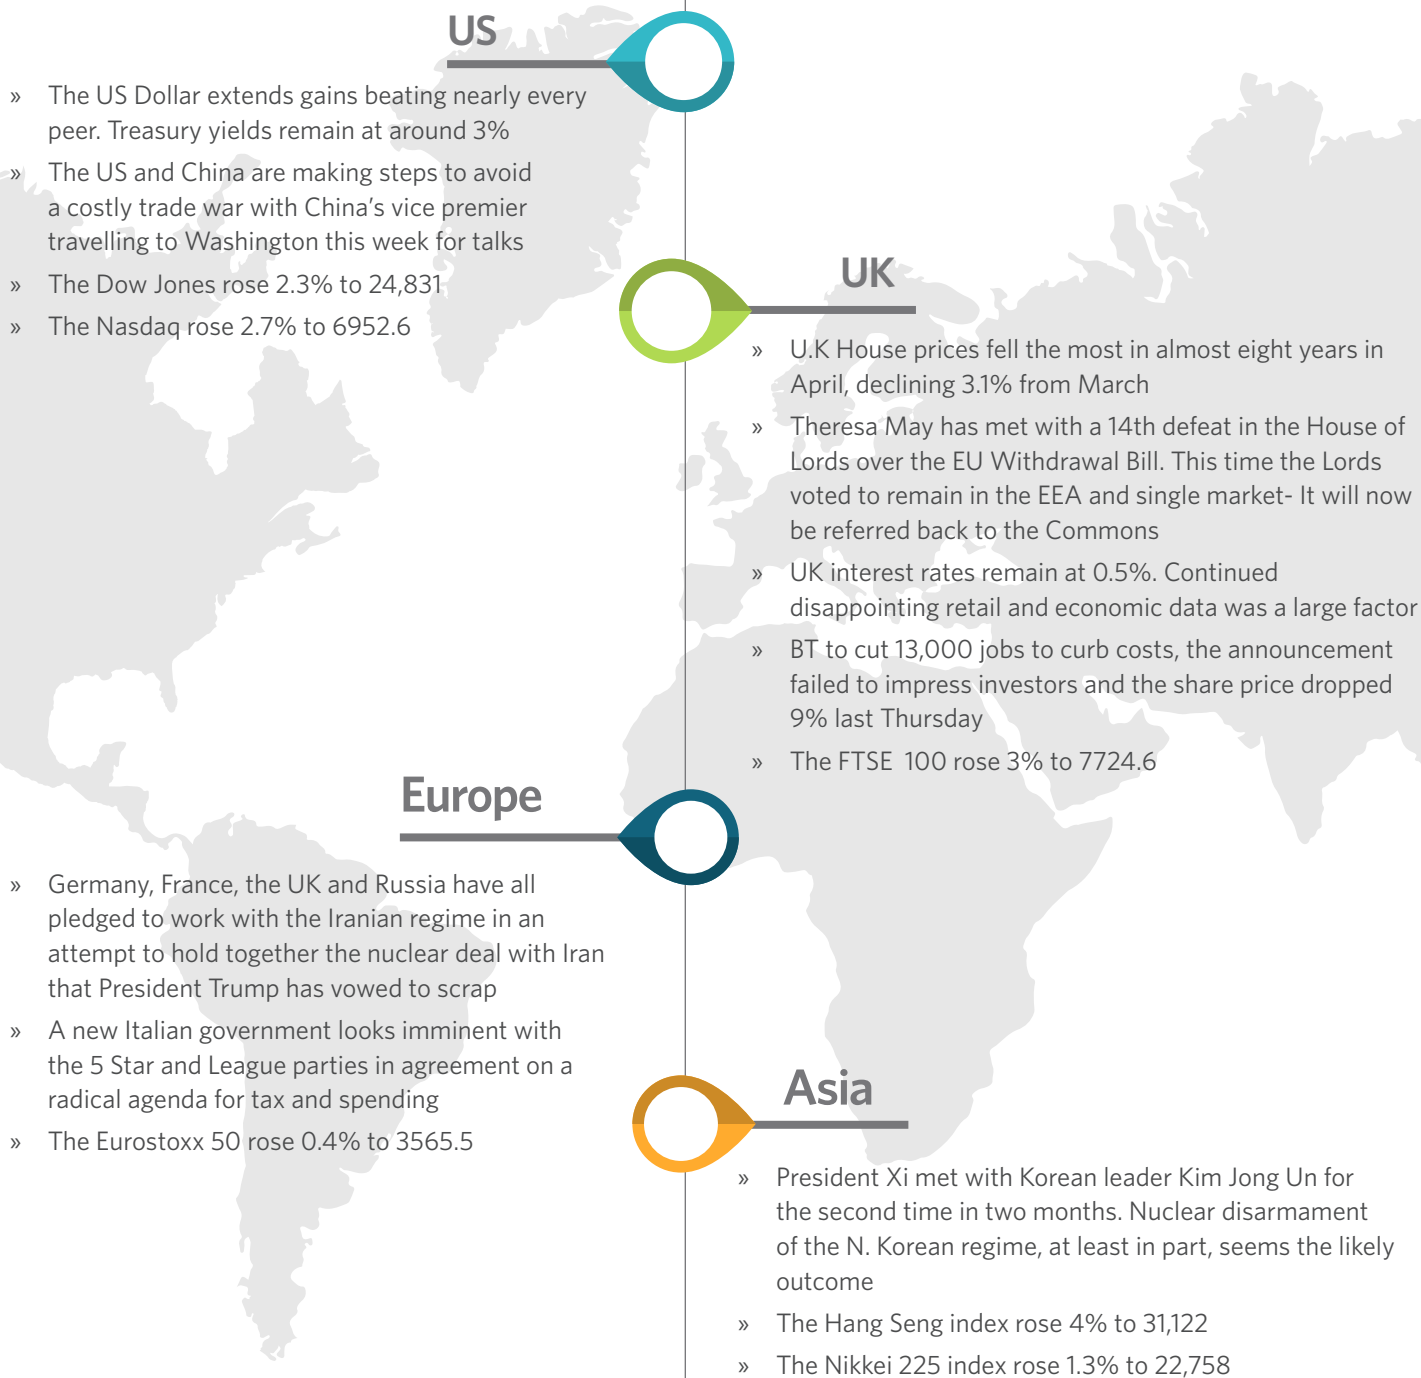 US
» The US Dollar extends gains beating nearly every
peer. Treasury yields remain at around 3%
» The US and China are making steps to avoid
a costly trade war with China’s vice premier
travelling to Washington this week for talks
» The Dow Jones rose 2.3% to 24,831
» The Nasdaq rose 2.7% to 6952.6
UK
» U.K House prices fell the most in almost eight years in
April, declining 3.1% from March
» Theresa May has met with a 14th defeat in the House of
Lords over the EU Withdrawal Bill. This time the Lords
voted to remain in the EEA and single market- It will now
be referred back to the Commons
» UK interest rates remain at 0.5%. Continued
disappointing retail and economic data was a large factor
» BT to cut 13,000 jobs to curb costs, the announcement
failed to impress investors and the share price dropped
9% last Thursday
» The FTSE 100 rose 3% to 7724.6
Europe
» Germany, France, the UK and Russia have all
pledged to work with the Iranian regime in an
attempt to hold together the nuclear deal with Iran
that President Trump has vowed to scrap
» A new Italian government looks imminent with
the 5 Star and League parties in agreement on a
radical agenda for tax and spending
» The Eurostoxx 50 rose 0.4% to 3565.5
Asia
» President Xi met with Korean leader Kim Jong Un for
the second time in two months. Nuclear disarmament
of the N. Korean regime, at least in part, seems the likely
outcome
» The Hang Seng index rose 4% to 31,122
» The Nikkei 225 index rose 1.3% to 22,758